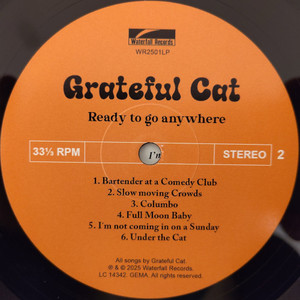 Waterfall Records
WR2501LP
Grateful Cat
Ready to go anywhere
33⅓ RPM
I'n
STEREO 2
1. Bartender at a Comedy Club
2. Slow moving Crowds
3. Columbo
4. Full Moon Baby
5. I'm not coming in on a Sunday
6. Under the Cat
All songs by Grateful Cat.
℗ & © 2025 Waterfall Records.
LC 14342. GEMA. All Rights.